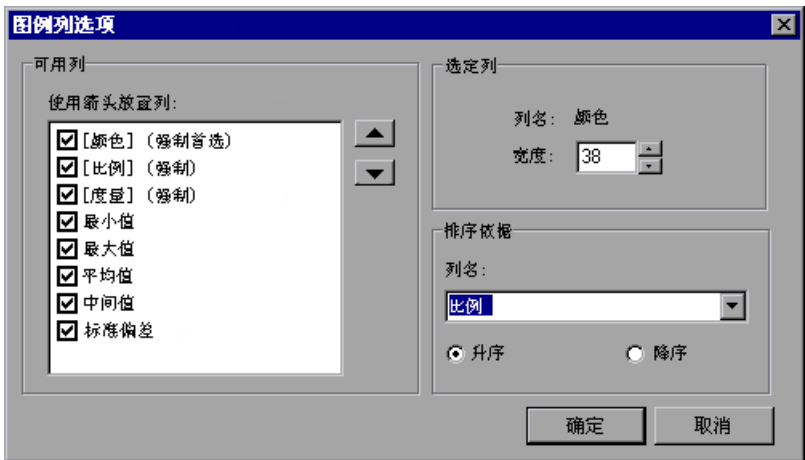 图例列选项
可用列
使用箭头放置列:
[颜色] (强制首选)
[比例] (强制)
[度量] (强制)
最小值
最大值
平均值
中间值
标准偏差
选定列
列名: 颜色
宽度: 38
排序依据
列名:
比例
升序 降序
确定 取消